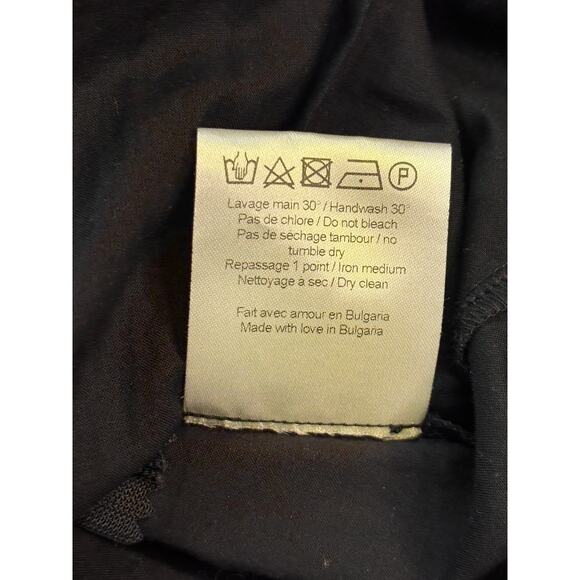 P
Lavage main 30° / Handwash 30°
Pas de chlore / Do not bleach
Pas de séchage tambour / no
tumble dry
Repassage 1 point / Iron medium
Nettoyage à sec / Dry clean
Fait avec amour en Bulgaria
Made with love in Bulgaria